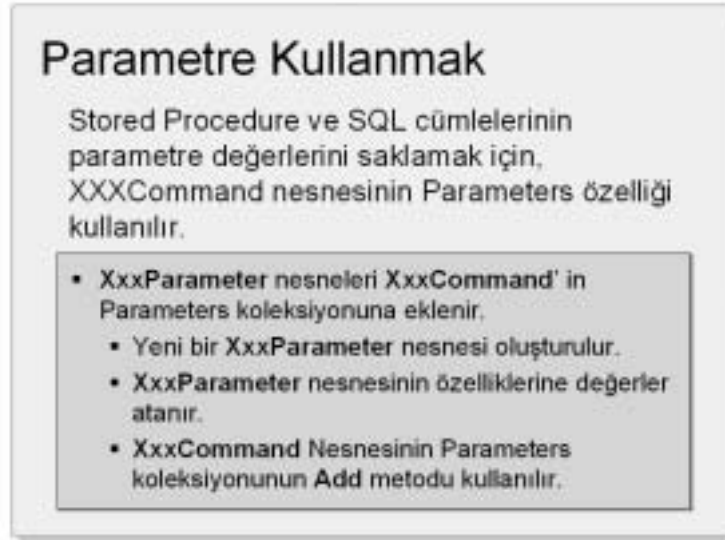 Parametre Kullanmak
Stored Procedure ve SQL cümlelerinin
parametre değerlerini saklamak için,
XXXCommand nesnesinin Parameters özelliği
kullanılır.
▪ XxxParameter nesneleri XxxCommand' in
Parameters koleksiyonuna eklenir.
▪ Yeni bir XxxParameter nesnesi oluşturulur.
▪ XxxParameter nesnesinin özelliklerine değerler
atanır.
▪ XxxCommand Nesnesinin Parameters
koleksiyonunun Add metodu kullanılır.